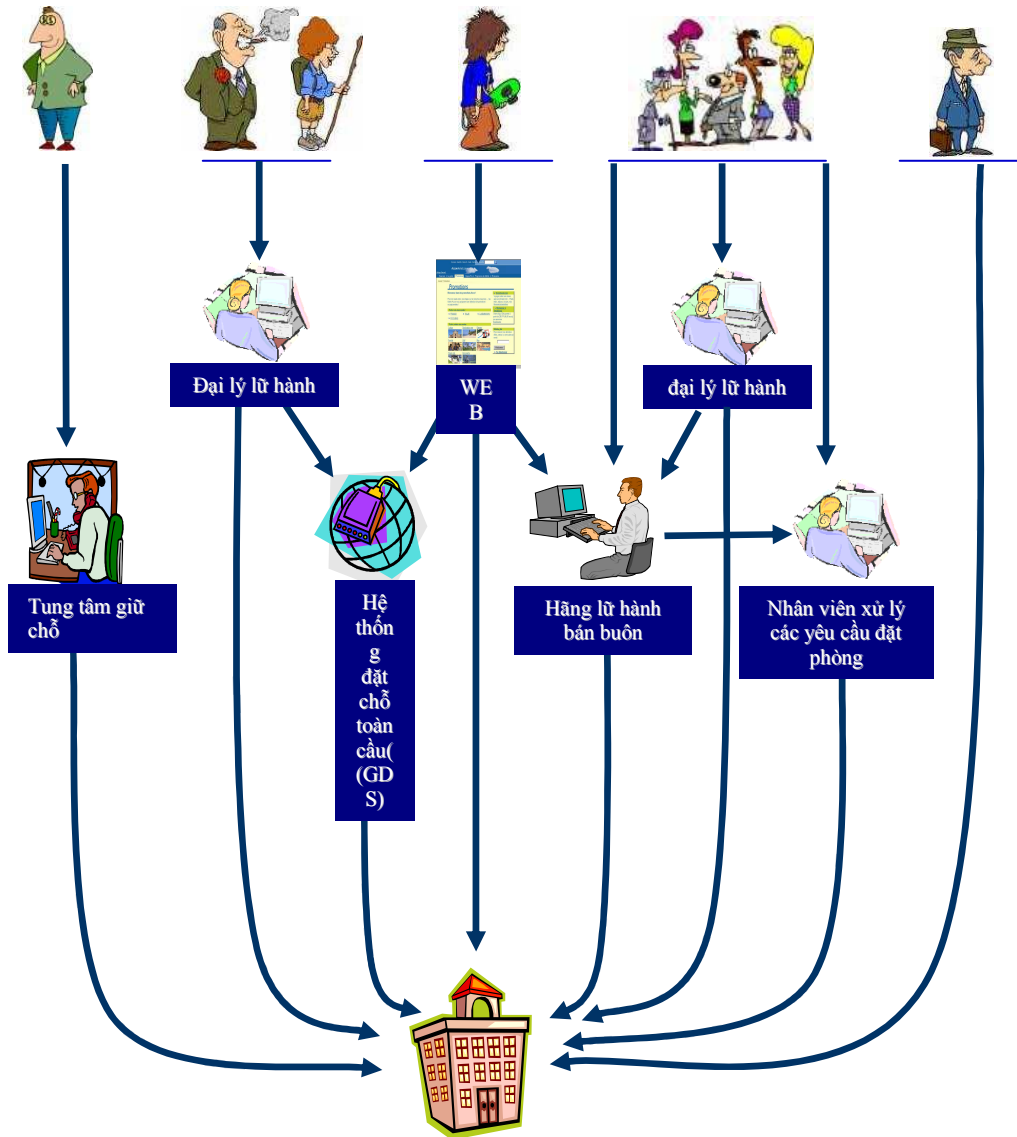 Đại lý lữ hành
WE
B
đại lý lữ hành
Tung tâm giữ
chỗ
Hệ
thốn
g
đặt
chỗ
toàn
cầu(
(GD
S)
Hãng lữ hành
bán buôn
Nhân viên xử lý
các yêu cầu đặt
phòng
Promotions